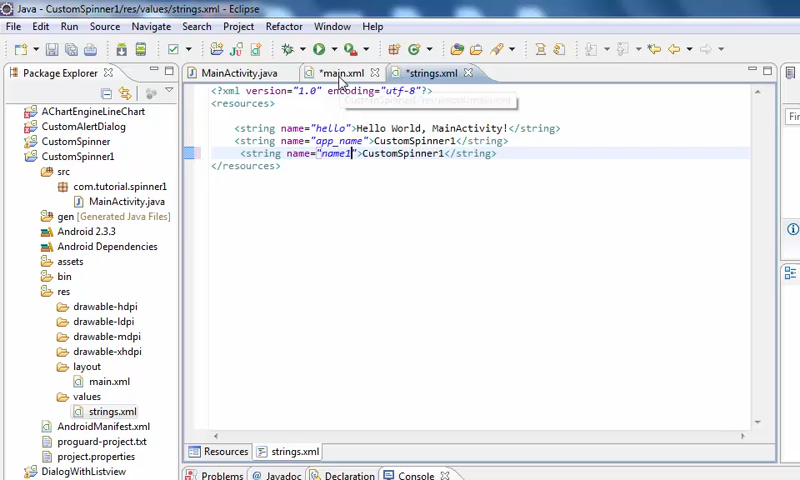 Java - CustomSpinner1/res/values/strings.xml - Eclipse
File Edit Run Source Navigate Search Project Refactor Window Help
Package Explorer
MainActivity.java
*main.xml
*strings.xml
AChartEngineLineChart
CustomAlertDialog
CustomSpinner
CustomSpinner1
src
com.tutorial.spinner1
MainActivity.java
gen [Generated Java Files]
Android 2.3.3
Android Dependencies
assets
bin
res
drawable-hdpi
drawable-ldpi
drawable-mdpi
drawable-xhdpi
layout
main.xml
values
strings.xml
AndroidManifest.xml
proguard-project.txt
project.properties
DialogWithListview
<?xml version="1.0" encoding="utf-8"?>
<resources>
<string name="hello">Hello World, MainActivity!</string>
<string name="app_name">CustomSpinner1</string>
<string name="name1">CustomSpinner1</string>
</resources>
Resources
strings.xml
Problems
Javadoc
Declaration
Console